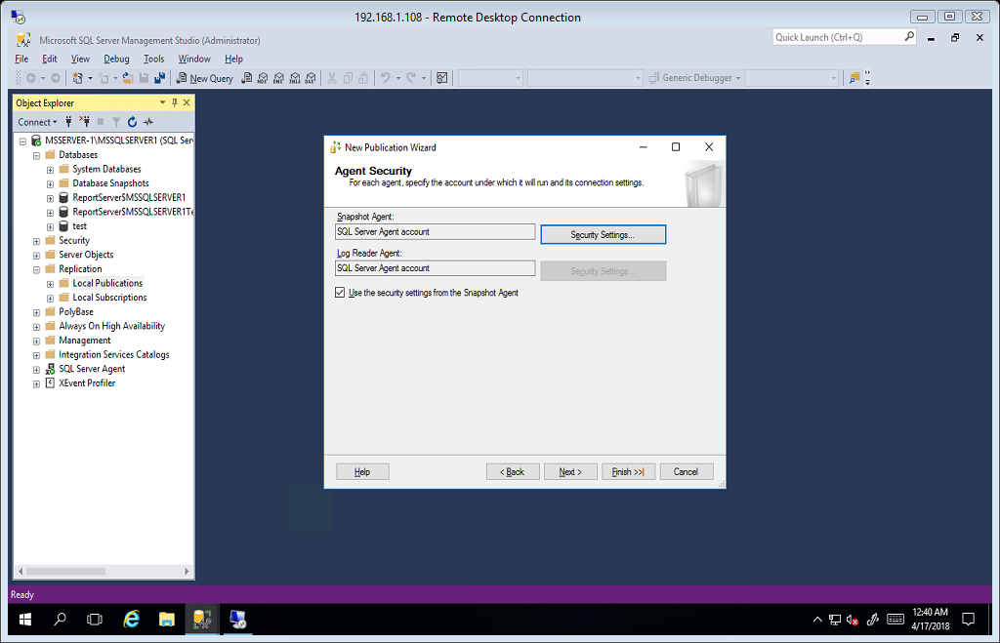 192.168.1.108 - Remote Desktop Connection
Microsoft SQL Server Management Studio (Administrator)
Quick Launch (Ctrl+Q)
File Edit View Debug Tools Window Help
New Query
MDX DMX XMLA DAX
Generic Debugger
Object Explorer
Connect
MSSERVER-1\MSSQLSERVER1 (SQL Ser
Databases
System Databases
Database Snapshots
ReportServer$MSSQLSERVER1
ReportServer$MSSQLSERVER1Te
test
Security
Server Objects
Replication
Local Publications
Local Subscriptions
PolyBase
Always On High Availability
Management
Integration Services Catalogs
SQL Server Agent
XEvent Profiler
New Publication Wizard
Agent Security
For each agent, specify the account under which it will run and its connection settings.
Snapshot Agent:
SQL Server Agent account
Security Settings...
Log Reader Agent:
SQL Server Agent account
Security Settings...
Use the security settings from the Snapshot Agent
Help
< Back
Next >
Finish >>|
Cancel
Ready
12:40 AM
4/17/2018